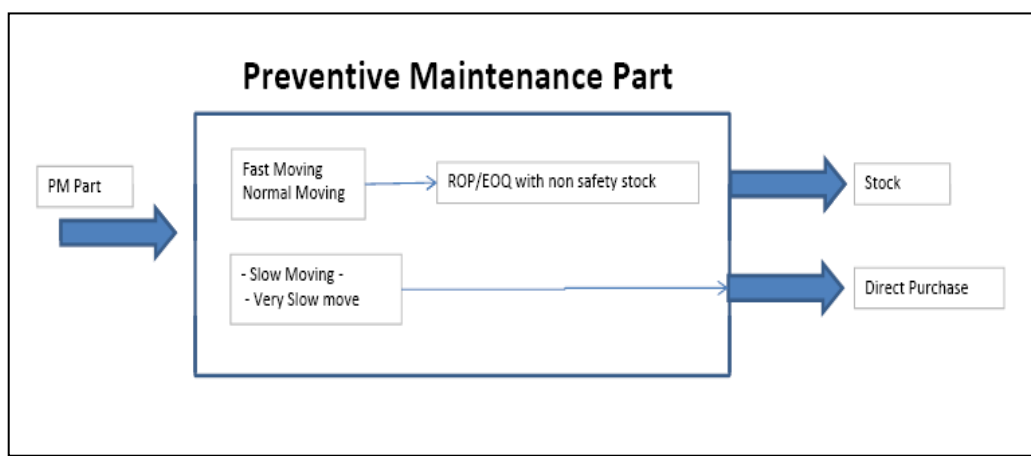 Preventive Maintenance Part
PM Part
Fast Moving
Normal Moving
ROP/EOQ with non safety stock
Stock
- Slow Moving -
- Very Slow move
Direct Purchase